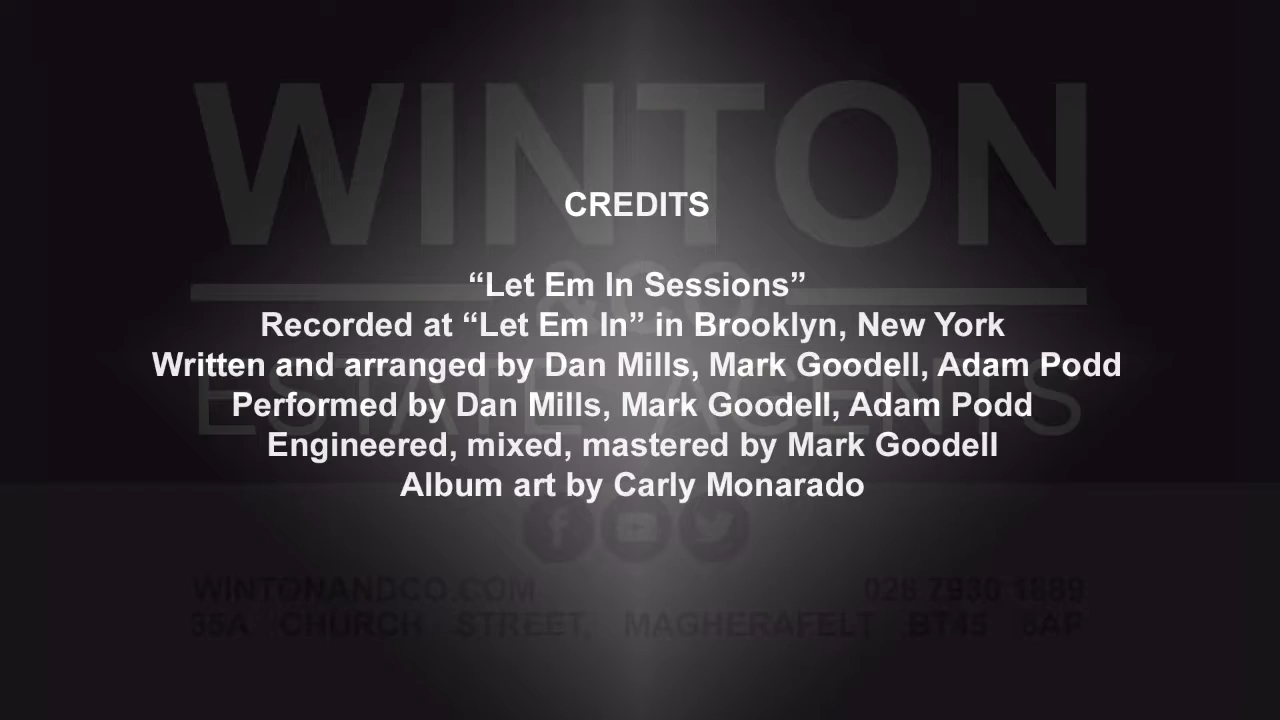 WINTON
CREDITS
“Let Em In Sessions”
& CO
Recorded at “Let Em In” in Brooklyn, New York
Written and arranged by Dan Mills, Mark Goodell, Adam Podd
ESTATE AGENTS
Performed by Dan Mills, Mark Goodell, Adam Podd
Engineered, mixed, mastered by Mark Goodell
Album art by Carly Monarado
WINTONANDCO.COM
028 7930 1889
35A CHURCH STREET, MAGHERAFELT BT45 6AP